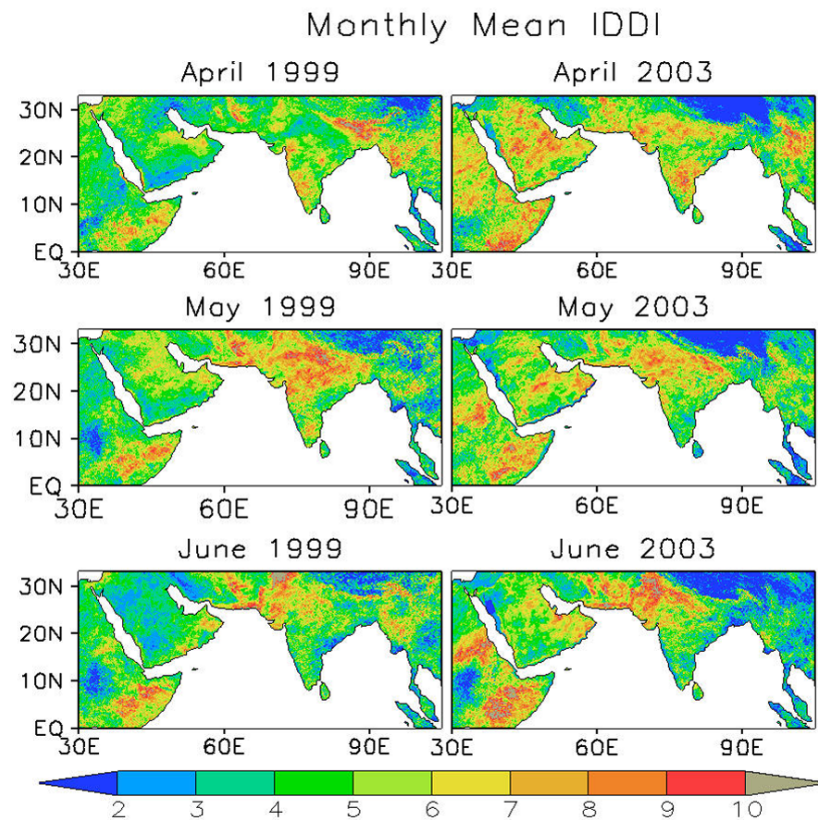 Monthly Mean IDDI
April 1999 April 2003
30N
20N
10N
EQ
30E 60E 90E 30E 60E 90E
May 1999 May 2003
30N
20N
10N
EQ
30E 60E 90E 30E 60E 90E
June 1999 June 2003
30N
20N
10N
EQ
30E 60E 90E 30E 60E 90E
2 3 4 5 6 7 8 9 10